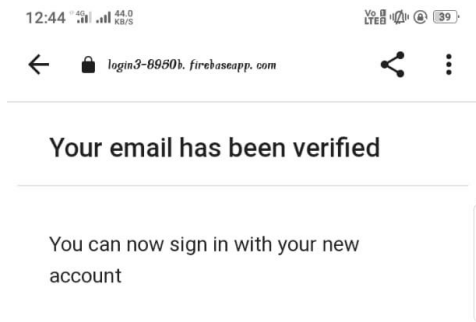 12:44 4G 44.0 KB/S Vo LTE 39
login3-8950b. firebaseapp. com
Your email has been verified
You can now sign in with your new
account